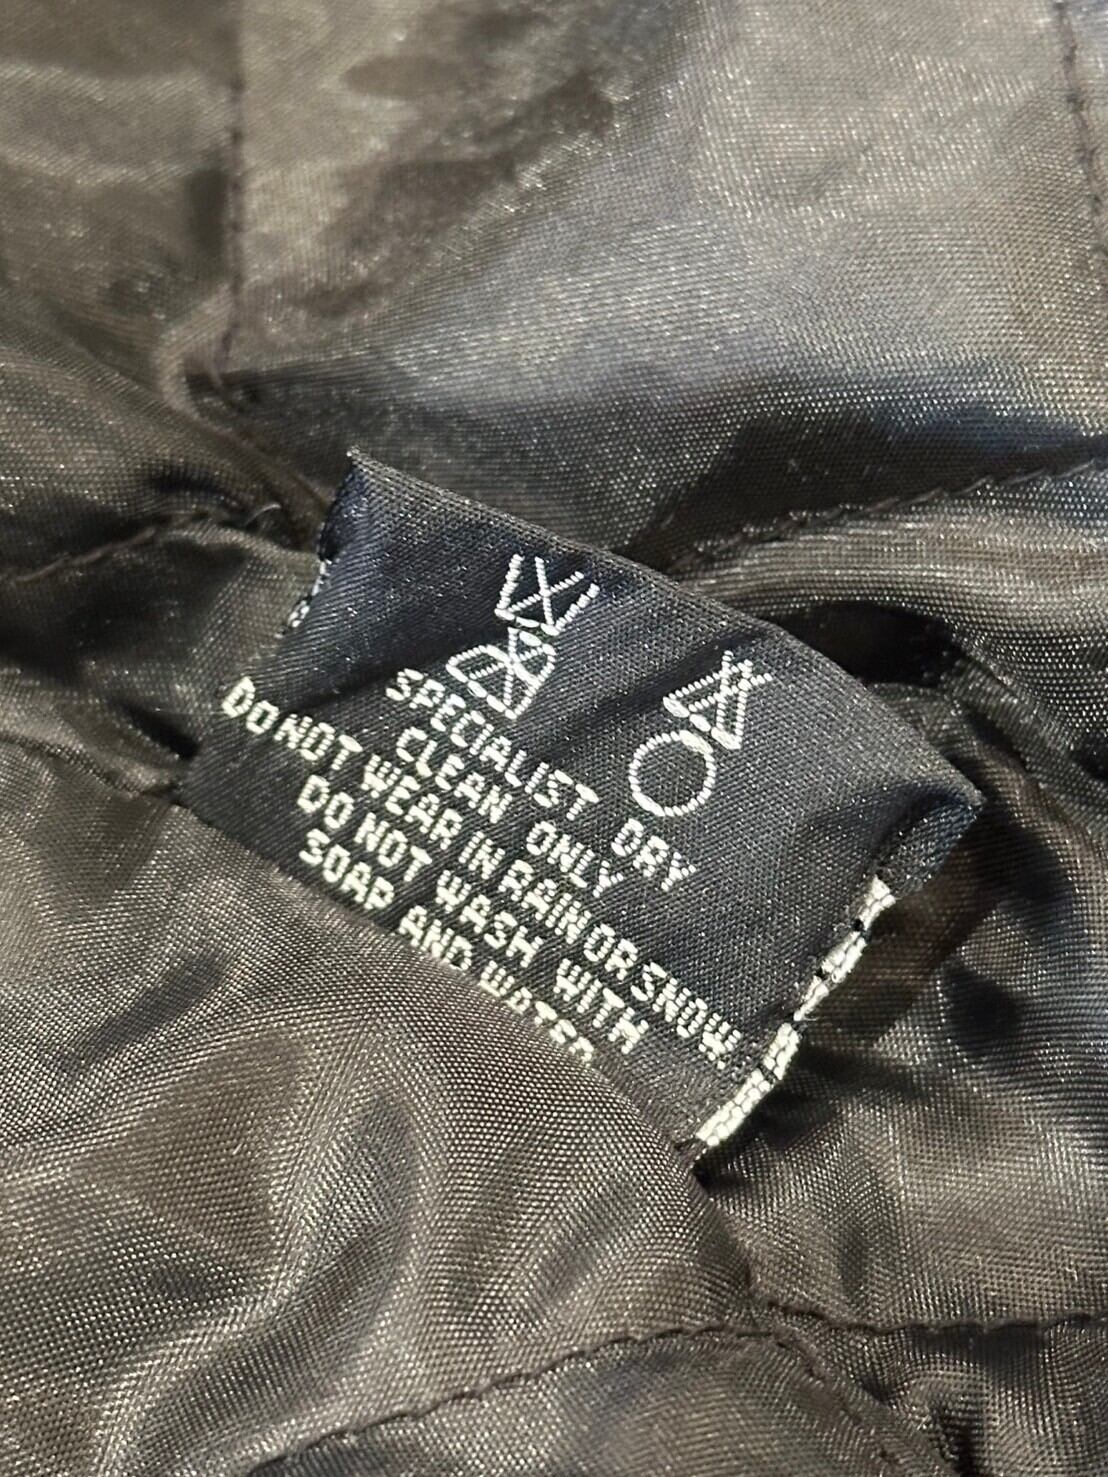 SPECIALIST DRY
CLEAN ONLY
DO NOT WEAR IN RAIN OR SNOW
DO NOT WASH WITH
SOAP AND WATER